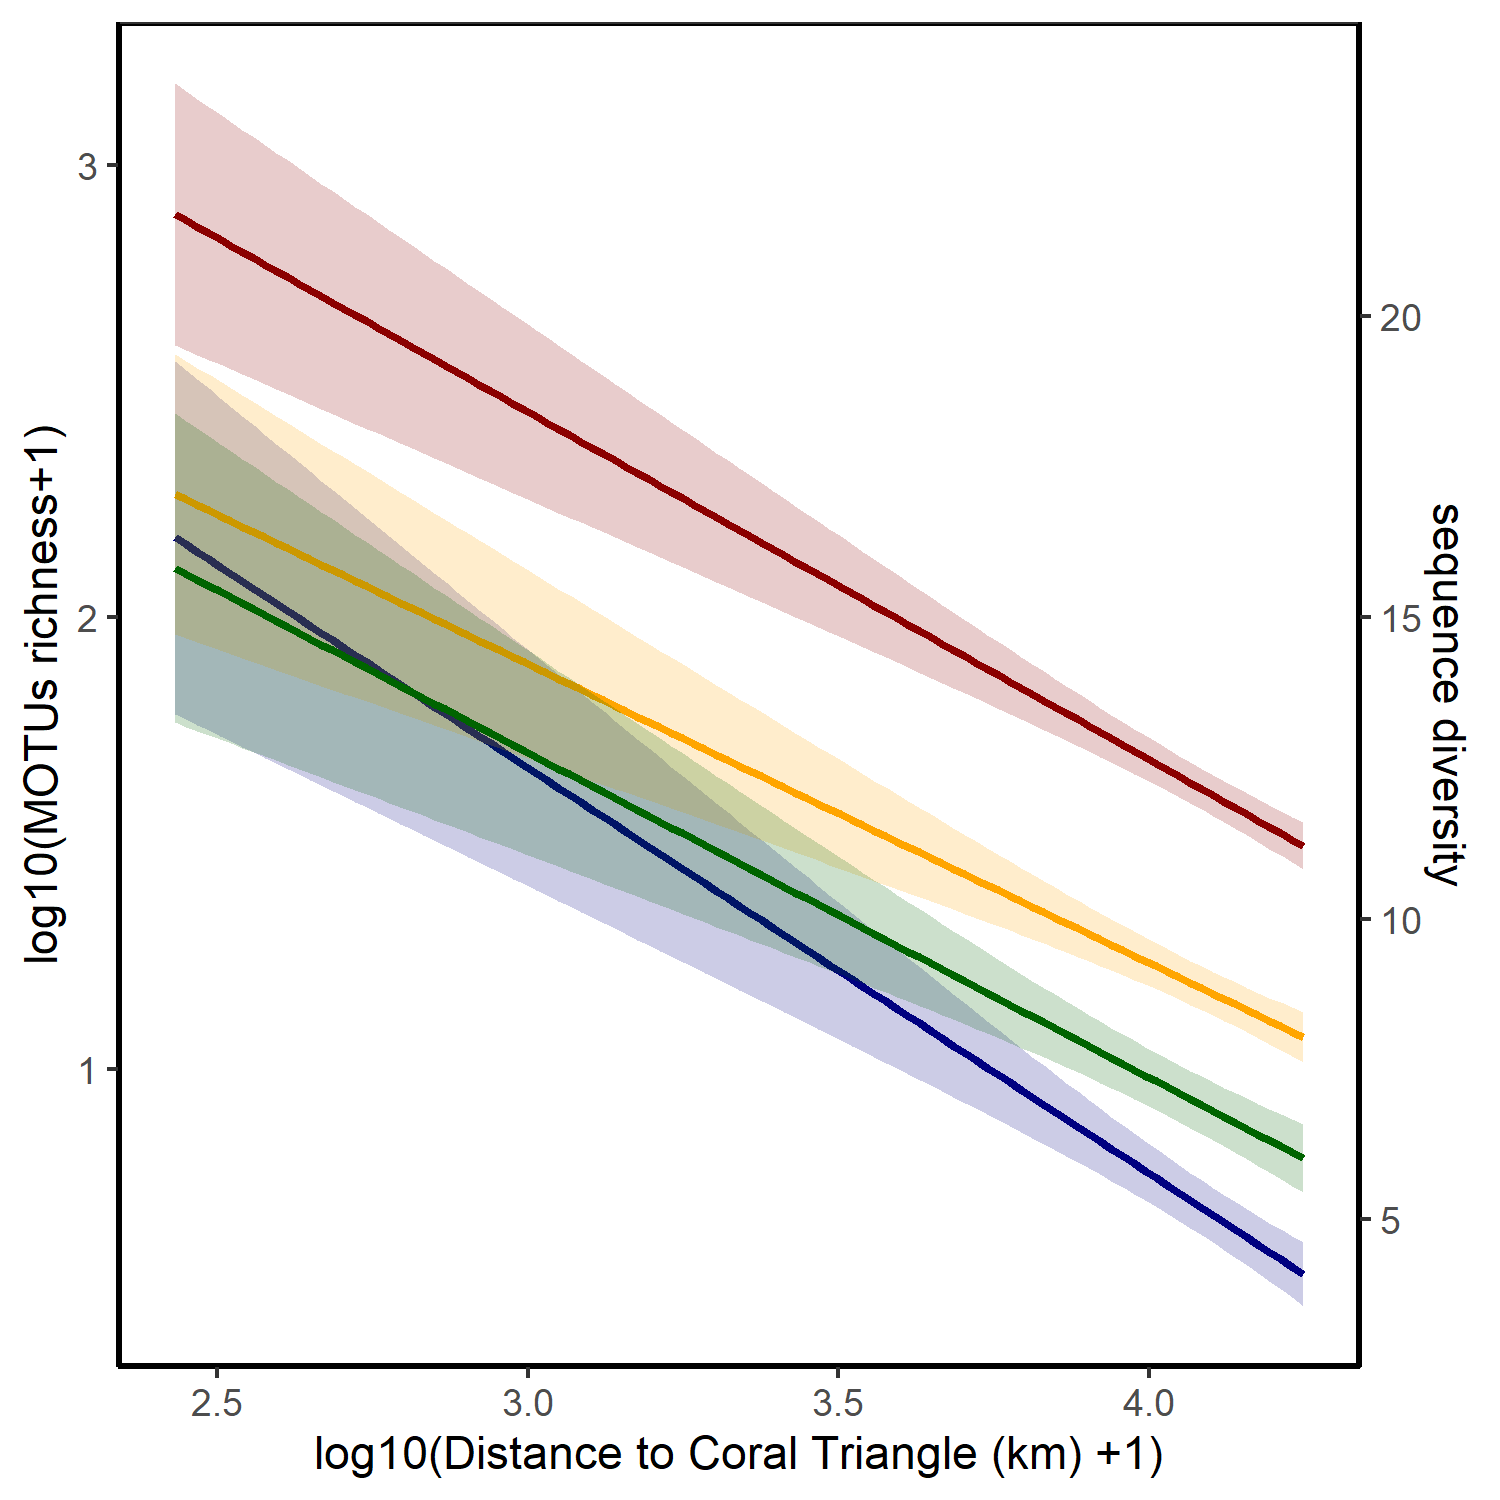 3
2
1
log10(MOTUs richness+1)
20
15
10
5
sequence diversity
2.5 3.0 3.5 4.0
log10(Distance to Coral Triangle (km) +1)